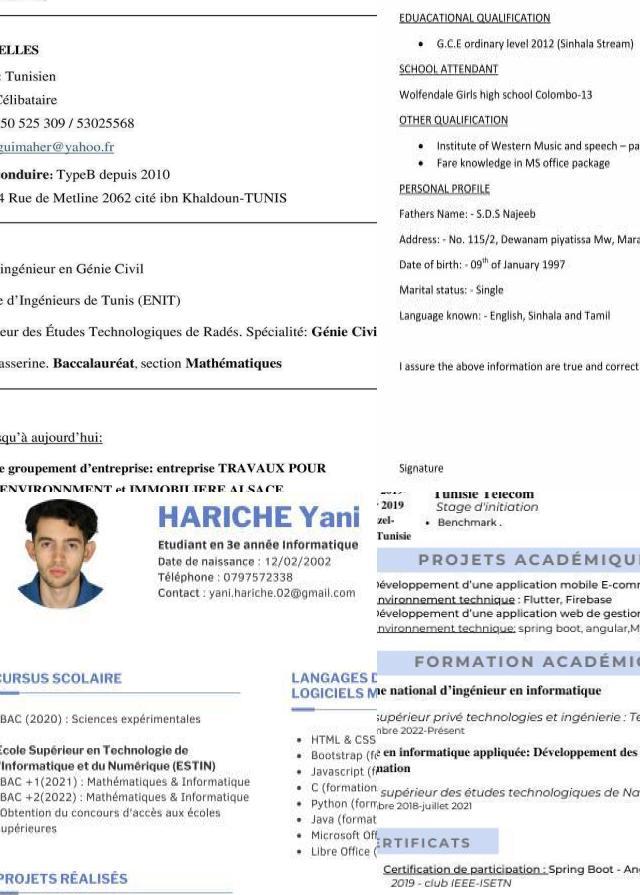 ELLES
: Tunisien
Célibataire
50 525 309 / 53025568
guimaher@yahoo.fr
conduire: TypeB depuis 2010
4 Rue de Metline 2062 cité ibn Khaldoun-TUNIS
ingénieur en Génie Civil
e d’Ingénieurs de Tunis (ENIT)
eur des Études Technologiques de Radés. Spécialité: Génie Civi
asserine. Baccalauréat, section Mathématiques
squ’à aujourd’hui:
e groupement d’entreprise: entreprise TRAVAUX POUR
ENVIRONNMENT et IMMOBILIERE ALSACE
EDUACATIONAL QUALIFICATION
• G.C.E ordinary level 2012 (Sinhala Stream)
SCHOOL ATTENDANT
Wolfendale Girls high school Colombo-13
OTHER QUALIFICATION
• Institute of Western Music and speech – pa
• Fare knowledge in MS office package
PERSONAL PROFILE
Fathers Name: - S.D.S Najeeb
Address: - No. 115/2, Dewanam piyatissa Mw, Mara
Date of birth: - 09th of January 1997
Marital status: - Single
Language known: - English, Sinhala and Tamil
I assure the above information are true and correct
Signature
HARICHE Yani
Etudiant en 3e année Informatique
Date de naissance : 12/02/2002
Téléphone : 0797572338
Contact : yani.hariche.02@gmail.com
CURSUS SCOLAIRE
BAC (2020) : Sciences expérimentales
Ecole Supérieur en Technologie de
l'Informatique et du Numérique (ESTIN)
BAC +1(2021) : Mathématiques & Informatique
BAC +2(2022) : Mathématiques & Informatique
Obtention du concours d'accès aux écoles
supérieures
PROJETS RÉALISÉS
LANGAGES D
LOGICIELS M
• HTML & CSS
• Bootstrap (fo
• Javascript (f
• C (formation
• Python (form
• Java (format
• Microsoft Off
• Libre Office (
2019
zel-
Tunisie
Tunisie Telecom
Stage d'initiation
• Benchmark .
PROJETS ACADÉMIQU
Développement d'une application mobile E-comm
nvironnement technique : Flutter, Firebase
Développement d'une application web de gestion
nvironnement technique: spring boot, angular,M
FORMATION ACADÉMIQ
ne national d’ingénieur en informatique
supérieur privé technologies et ingénierie : Te
mbre 2022-Présent
e en informatique appliquée: Développement des
mation
supérieur des études technologiques de Na
bre 2018-juillet 2021
ERTIFICATS
Certification de participation : Spring Boot - An
2019 - club IEEE-ISETN